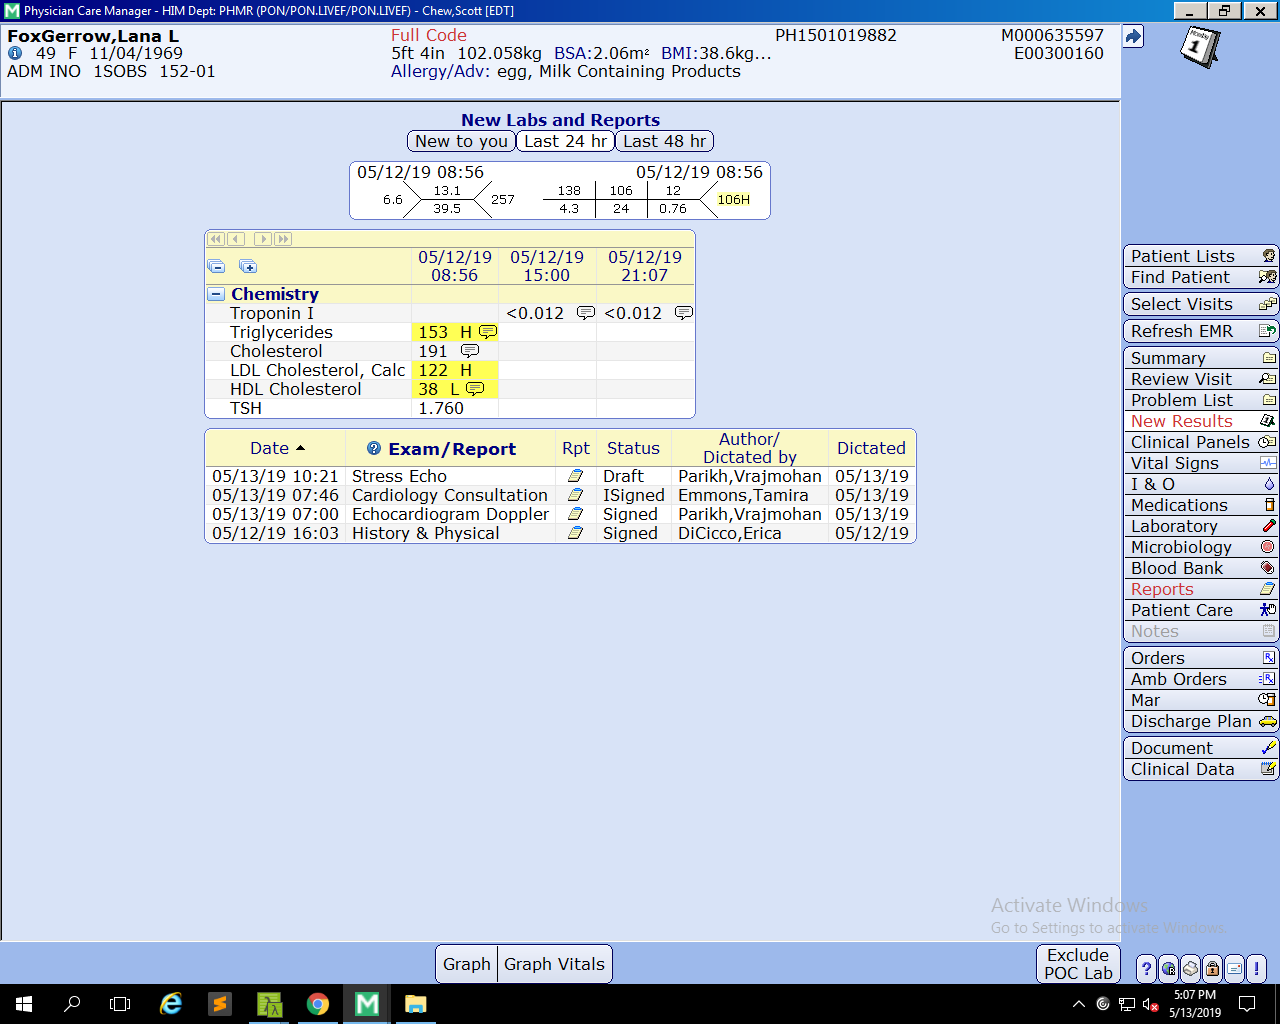 Physician Care Manager - HIM Dept: PHMR (PON/PON.LIVEF/PON.LIVEF) - Chew,Scott [EDT]
FoxGerrow,Lana L Full Code PH1501019882 M000635597
49 F 11/04/1969 5ft 4in 102.058kg BSA:2.06m² BMI:38.6kg... E00300160
ADM INO 1SOBS 152-01 Allergy/Adv: egg, Milk Containing Products
New Labs and Reports
New to you Last 24 hr Last 48 hr
05/12/19 08:56 05/12/19 08:56
6.6 13.1 257 138 106 12 106H
39.5 4.3 24 0.76
05/12/19 05/12/19 05/12/19
08:56 15:00 21:07
Chemistry
Troponin I <0.012 <0.012
Triglycerides 153 H
Cholesterol 191
LDL Cholesterol, Calc 122 H
HDL Cholesterol 38 L
TSH 1.760
Date Exam/Report Rpt Status Author/ Dictated by Dictated
05/13/19 10:21 Stress Echo Draft Parikh,Vrajmohan 05/13/19
05/13/19 07:46 Cardiology Consultation ISigned Emmons,Tamira 05/13/19
05/13/19 07:00 Echocardiogram Doppler Signed Parikh,Vrajmohan 05/13/19
05/12/19 16:03 History & Physical Signed DiCicco,Erica 05/12/19
Patient Lists
Find Patient
Select Visits
Refresh EMR
Summary
Review Visit
Problem List
New Results
Clinical Panels
Vital Signs
I & O
Medications
Laboratory
Microbiology
Blood Bank
Reports
Patient Care
Notes
Orders
Amb Orders
Mar
Discharge Plan
Document
Clinical Data
Activate Windows
Go to Settings to activate Windows.
Graph Graph Vitals
Exclude
POC Lab
5:07 PM
5/13/2019